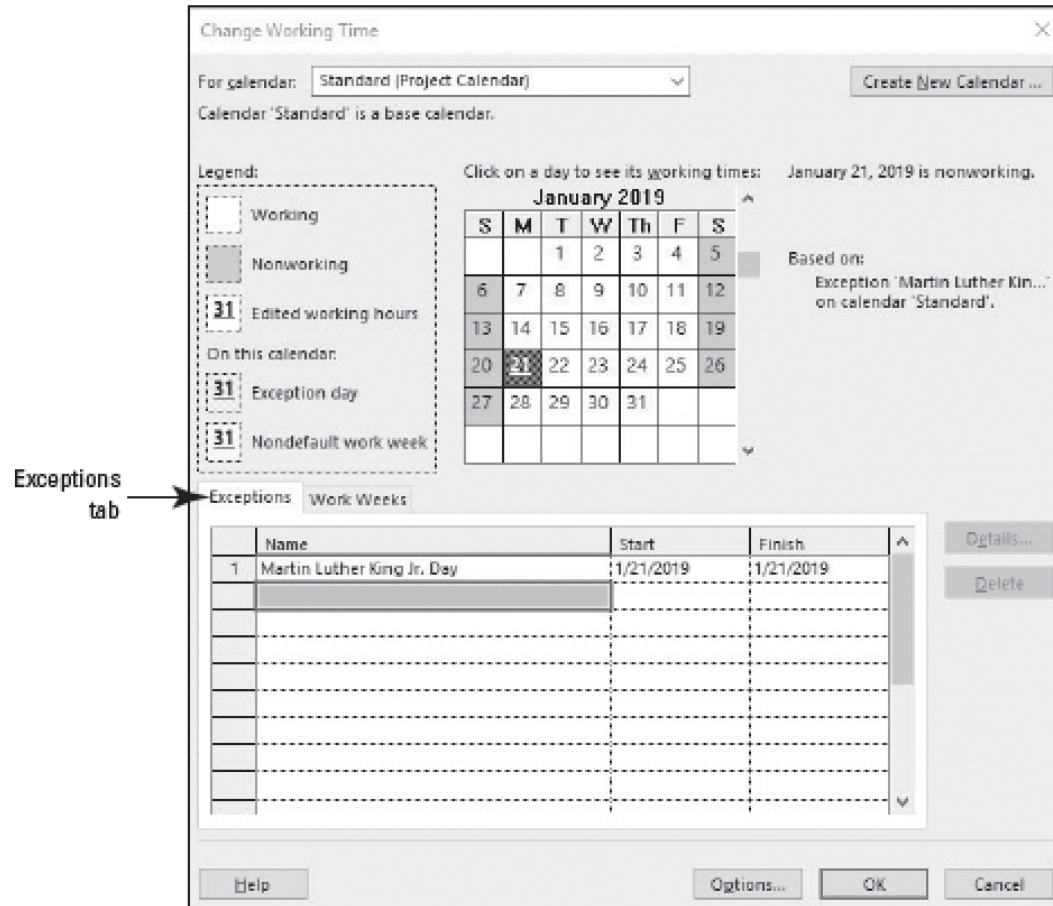 Change Working Time
For calendar: Standard (Project Calendar)
Create New Calendar ...
Calendar 'Standard' is a base calendar.
Legend:
Working
Nonworking
31 Edited working hours
On this calendar:
31 Exception day
31 Nondefault work week
Click on a day to see its working times:
January 2019
S M T W Th F S
1 2 3 4 5
6 7 8 9 10 11 12
13 14 15 16 17 18 19
20 21 22 23 24 25 26
27 28 29 30 31
January 21, 2019 is nonworking.
Based on:
Exception 'Martin Luther Kin...'
on calendar 'Standard'.
Exceptions
tab
Exceptions Work Weeks
Name Start Finish
1 Martin Luther King Jr. Day 1/21/2019 1/21/2019
Details...
Delete
Help
Options...
OK
Cancel